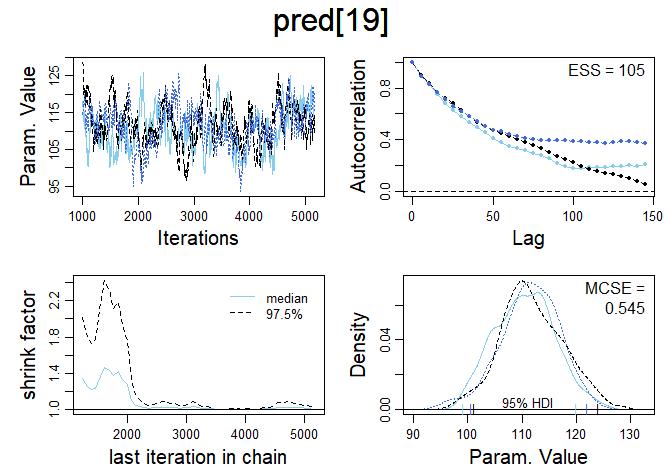 pred[19]
Param. Value
95 105 115 125
1000 2000 3000 4000 5000
Iterations
Autocorrelation
0.0 0.4 0.8
ESS = 105
0 50 100 150
Lag
shrink factor
1.0 1.4 1.8 2.2
median
97.5%
2000 3000 4000 5000
last iteration in chain
Density
0.00 0.04
MCSE =
0.545
95% HDI
90 100 110 120 130
Param. Value